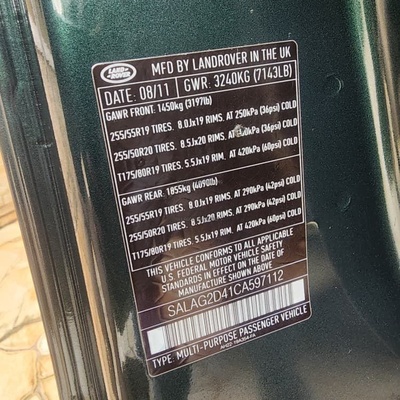 LAND-
ROVER
MFD BY LANDROVER IN THE UK
DATE: 08/11 GWR: 3240KG (7143LB)
GAWR FRONT: 1450kg (3197lb)
255/55R19 TIRES. 8.0Jx19 RIMS. AT 250kPa (36psi) COLD
255/50R20 TIRES. 8.5Jx20 RIMS. AT (36psi) COLD
T175/80R19 TIRES. 5.5Jx19 RIM. AT 420kPa (60psi) COLD
GAWR REAR: 1855kg (4090lb)
255/55R19 TIRES. 8.0Jx19 RIMS. AT 290kPa (42psi) COLD
255/50R20 TIRES. 8.5Jx20 RIMS. AT 290kPa (42psi) COLD
T175/80R19 TIRES. 5.5Jx19 RIM. AT 420kPa (60psi) COLD
THIS VEHICLE CONFORMS TO ALL APPLICABLE
U.S. FEDERAL MOTOR VEHICLE SAFETY
STANDARDS IN EFFECT ON THE DATE OF
MANUFACTURE SHOWN ABOVE
SALAG2D41CA597112
TYPE: MULTI-PURPOSE PASSENGER VEHICLE